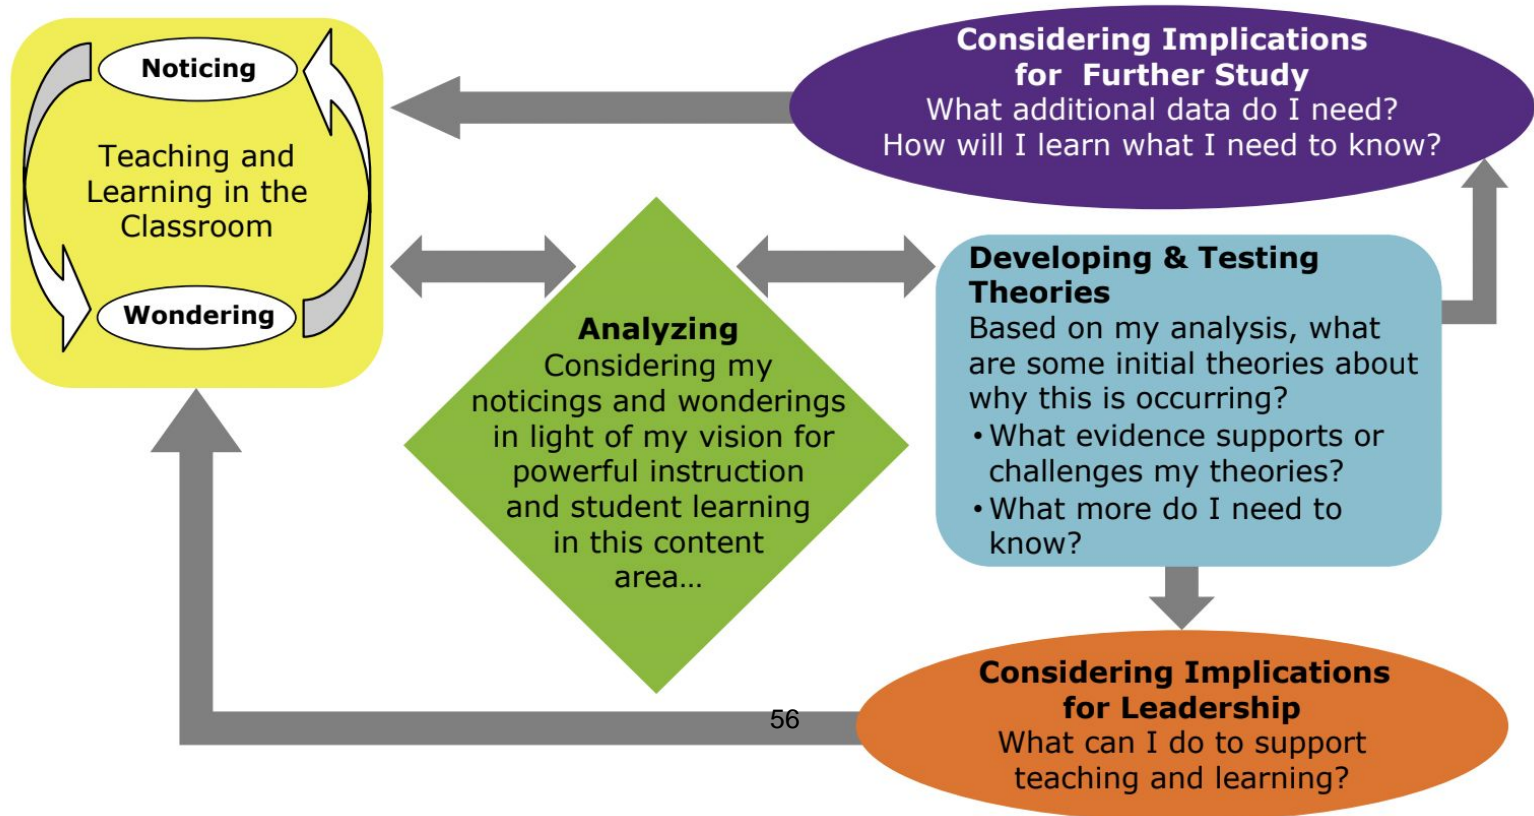 Noticing
Teaching and
Learning in the
Classroom
Wondering
Considering Implications
for Further Study
What additional data do I need?
How will I learn what I need to know?
Analyzing
Considering my
noticings and wonderings
in light of my vision for
powerful instruction
and student learning
in this content
area...
Developing & Testing
Theories
Based on my analysis, what
are some initial theories about
why this is occurring?
• What evidence supports or
challenges my theories?
• What more do I need to
know?
Considering Implications
for Leadership
What can I do to support
teaching and learning?
56